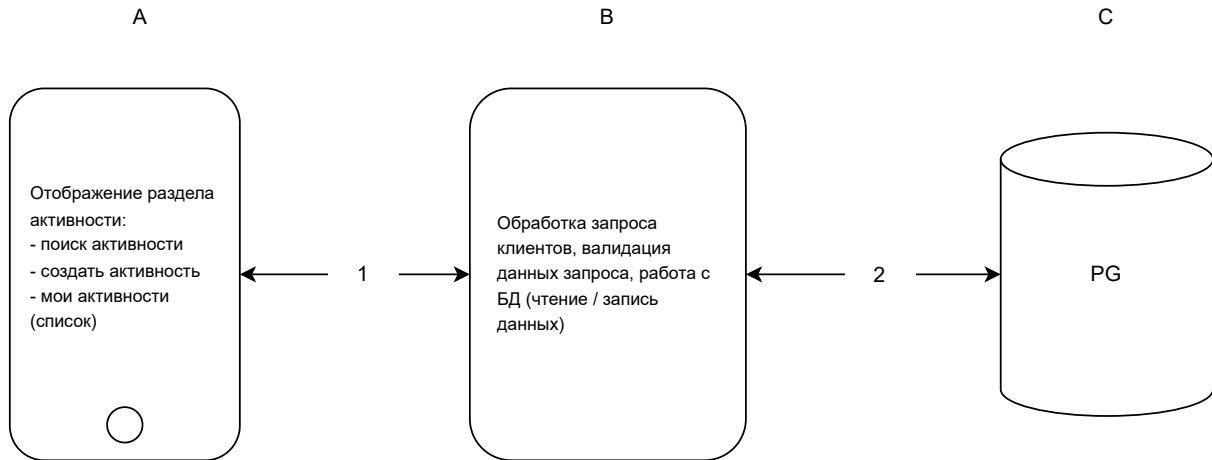 A
B
C
Отображение раздела
активности:
- поиск активности
- создать активность
- мои активности
(список)
1
Обработка запроса
клиентов, валидация
данных запроса, работа с
БД (чтение / запись
данных)
2
PG